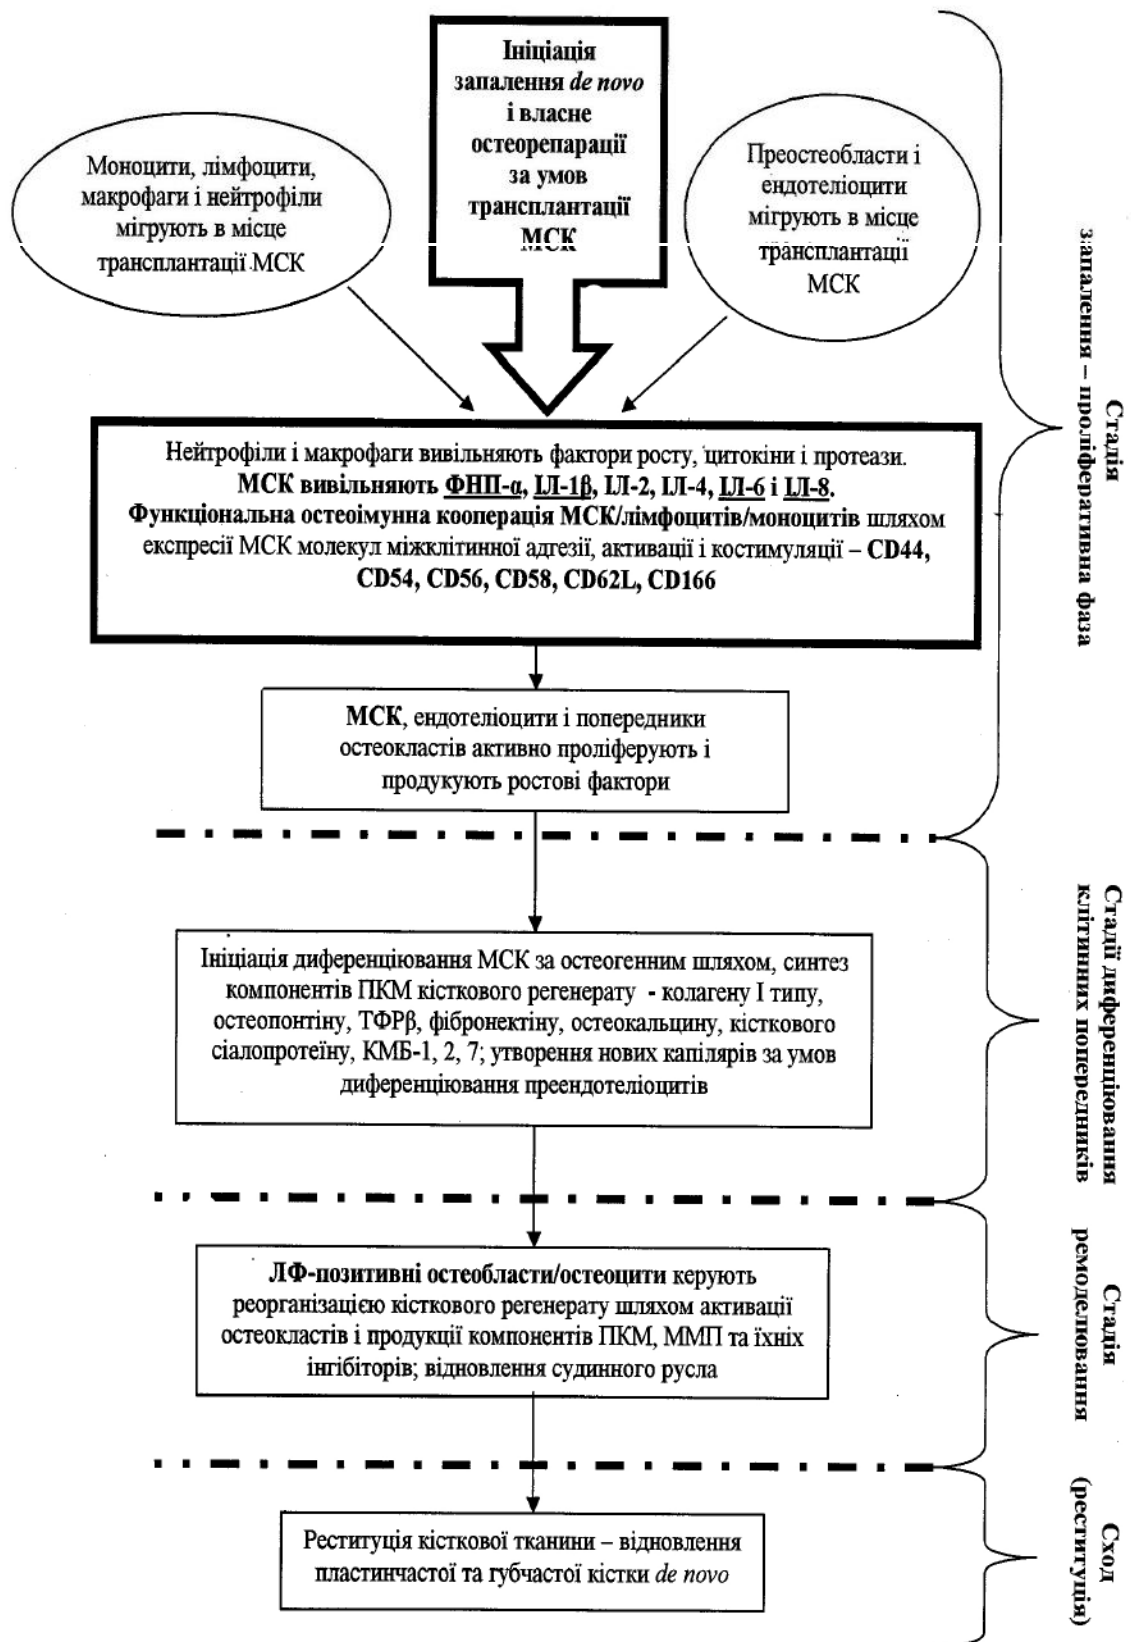 Ініціація
запалення de novo
і власне
остеорепарації
за умов
трансплантації
МСК
Моноцити, лімфоцити,
макрофаги і нейтрофіли
мігрують в місце
трансплантації МСК
Преостеобласти і
ендотеліоцити
мігрують в місце
трансплантації
МСК
Нейтрофіли і макрофаги вивільняють фактори росту, цитокіни і протеази.
МСК вивільняють ФНП-α, ІЛ-1β, ІЛ-2, ІЛ-4, ІЛ-6 і ІЛ-8.
Функціональна остеоімунна кооперація МСК/лімфоцитів/моноцитів шляхом
експресії МСК молекул міжклітинної адгезії, активації і костимуляції – CD44,
CD54, CD56, CD58, CD62L, CD166
МСК, ендотеліоцити і попередники
остеокластів активно проліферують і
продукують ростові фактори
Стадія
запалення – проліферативна фаза
Ініціація диференціювання МСК за остеогенним шляхом, синтез
компонентів ПКМ кісткового регенерату - колагену І типу,
остеопонтіну, ТФРβ, фібронектіну, остеокальцину, кісткового
сіалопротеїну, КМБ-1, 2, 7; утворення нових капілярів за умов
диференціювання преендотеліоцитів
Стадії диференціювання
клітинних попередників
ЛФ-позитивні остеобласти/остеоцити керують
реорганізацією кісткового регенерату шляхом активації
остеокластів і продукції компонентів ПКМ, ММП та їхніх
інгібіторів; відновлення судинного русла
Стадія
ремоделювання
Реституція кісткової тканини – відновлення
пластинчастої та губчастої кістки de novo
Сход
(реституція)